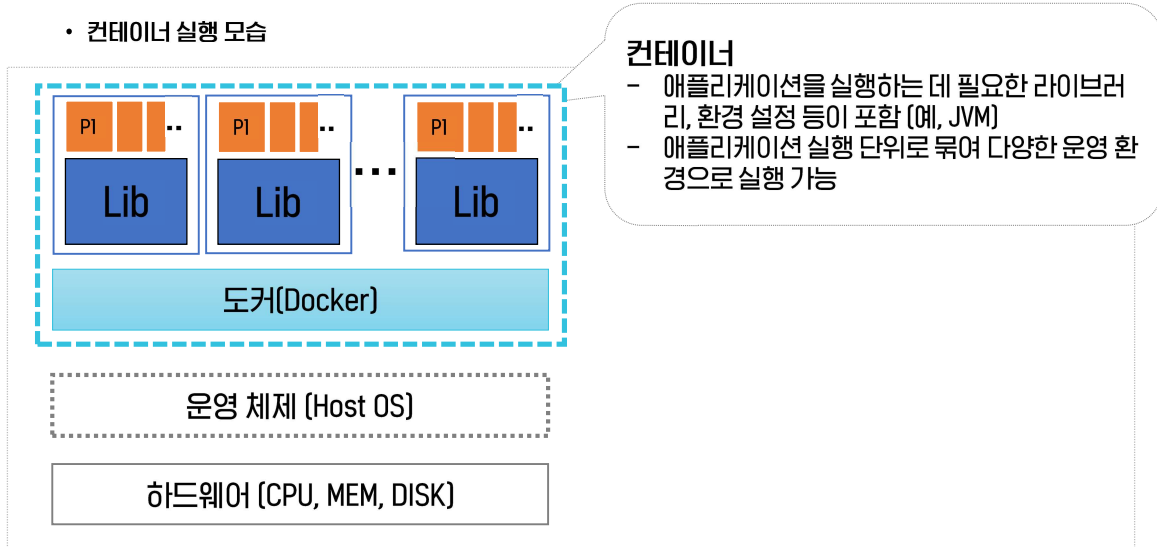 • 컨테이너 실행 모습
컨테이너
- 애플리케이션을 실행하는 데 필요한 라이브러
리, 환경 설정 등이 포함 (예, JVM)
- 애플리케이션 실행 단위로 묶여 다양한 운영 환
경으로 실행 가능
P1 ..
P1 ..
P1 ..
Lib
Lib
...
Lib
도커(Docker)
운영 체제 (Host OS)
하드웨어 (CPU, MEM, DISK)